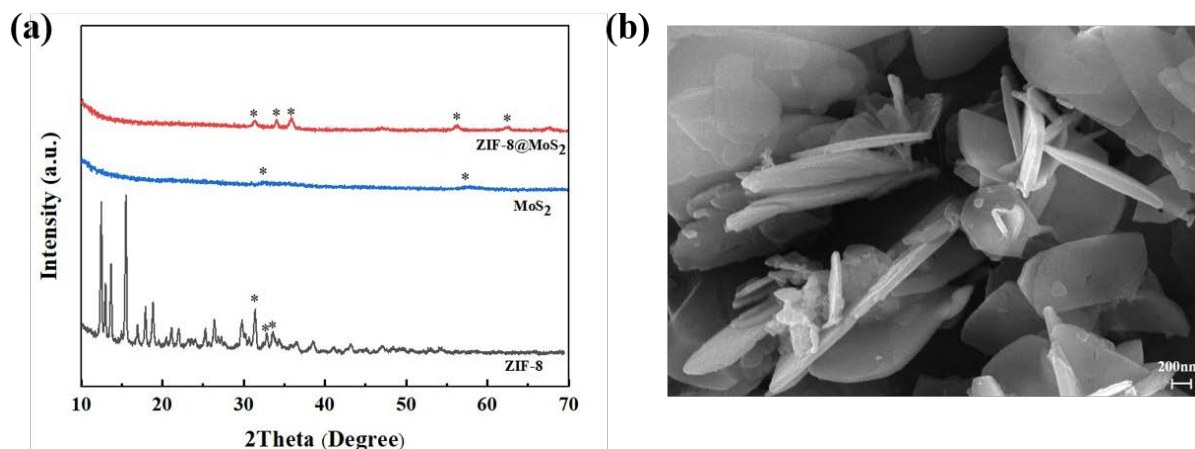 (a)
(b)
Intensity (a.u.)
* * * * *
ZIF-8@MoS2
* *
MoS2
*
* *
ZIF-8
10 20 30 40 50 60 70
2Theta (Degree)
200nm